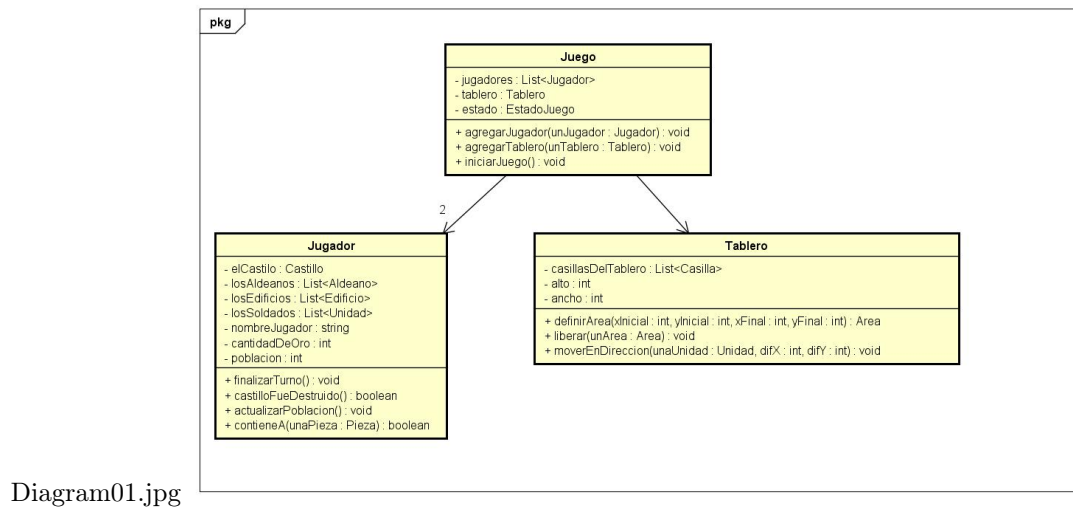 pkg
Juego
- jugadores : List<Jugador>
- tablero : Tablero
- estado : EstadoJuego
+ agregarJugador(unJugador : Jugador) : void
+ agregarTablero(unTablero : Tablero) : void
+ iniciarJuego() : void
2
Jugador
- elCastilo : Castillo
- losAldeanos : List<Aldeano>
- losEdificios : List<Edificio>
- losSoldados : List<Unidad>
- nombreJugador : string
- cantidadDeOro : int
- poblacion : int
+ finalizarTurno() : void
+ castilloFueDestruido() : boolean
+ actualizarPoblacion() : void
+ contieneA(unaPieza : Pieza) : boolean
Tablero
- casillasDelTablero : List<Casilla>
- alto : int
- ancho : int
+ definirArea(xInicial : int, yInicial : int, xFinal : int, yFinal : int) : Area
+ liberar(unArea : Area) : void
+ moverEnDireccion(unaUnidad : Unidad, difX : int, difY : int) : void
Diagram01.jpg